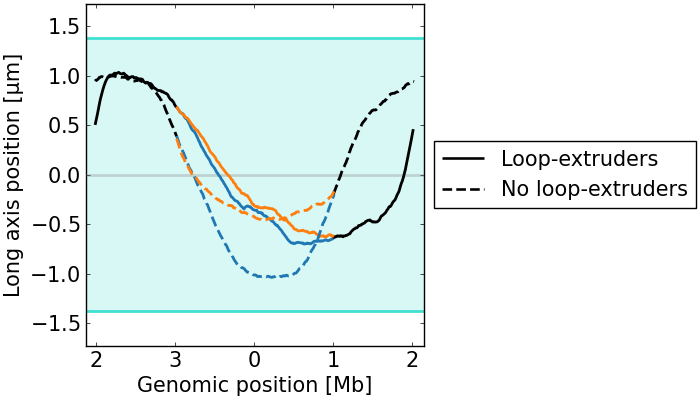 Long axis position [µm]
1.5
1.0
0.5
0.0
−0.5
−1.0
−1.5
2 3 0 1 2
Genomic position [Mb]
Loop-extruders
No loop-extruders